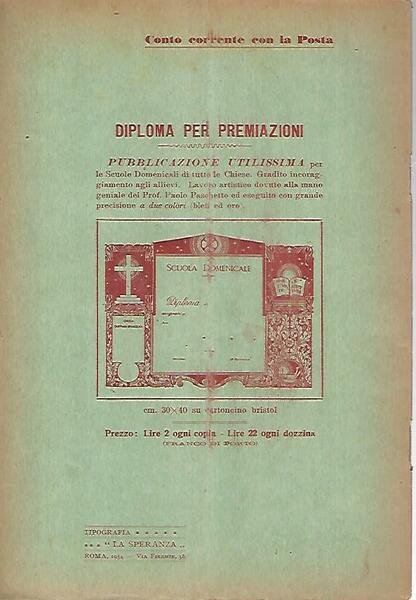 Conto corrente con la Posta
DIPLOMA PER PREMIAZIONI
PUBBLICAZIONE UTILISSIMA per
le Scuole Domenicali di tutte le Chiese. Gradito incorag-
giamento agli allievi. Lavoro artistico dovuto alla mano
geniale del Prof. Paolo Paschetto ed eseguito con grande
precisione a due colori (bleu ed oro).
SCUOLA DOMENICALE
Diploma
cm. 30×40 su cartoncino bristol
Prezzo: Lire 2 ogni copia - Lire 22 ogni dozzina
(FRANCO DI PORTO)
TIPOGRAFIA
" LA SPERANZA "
ROMA, 1914 — VIA FIRENZE, 38